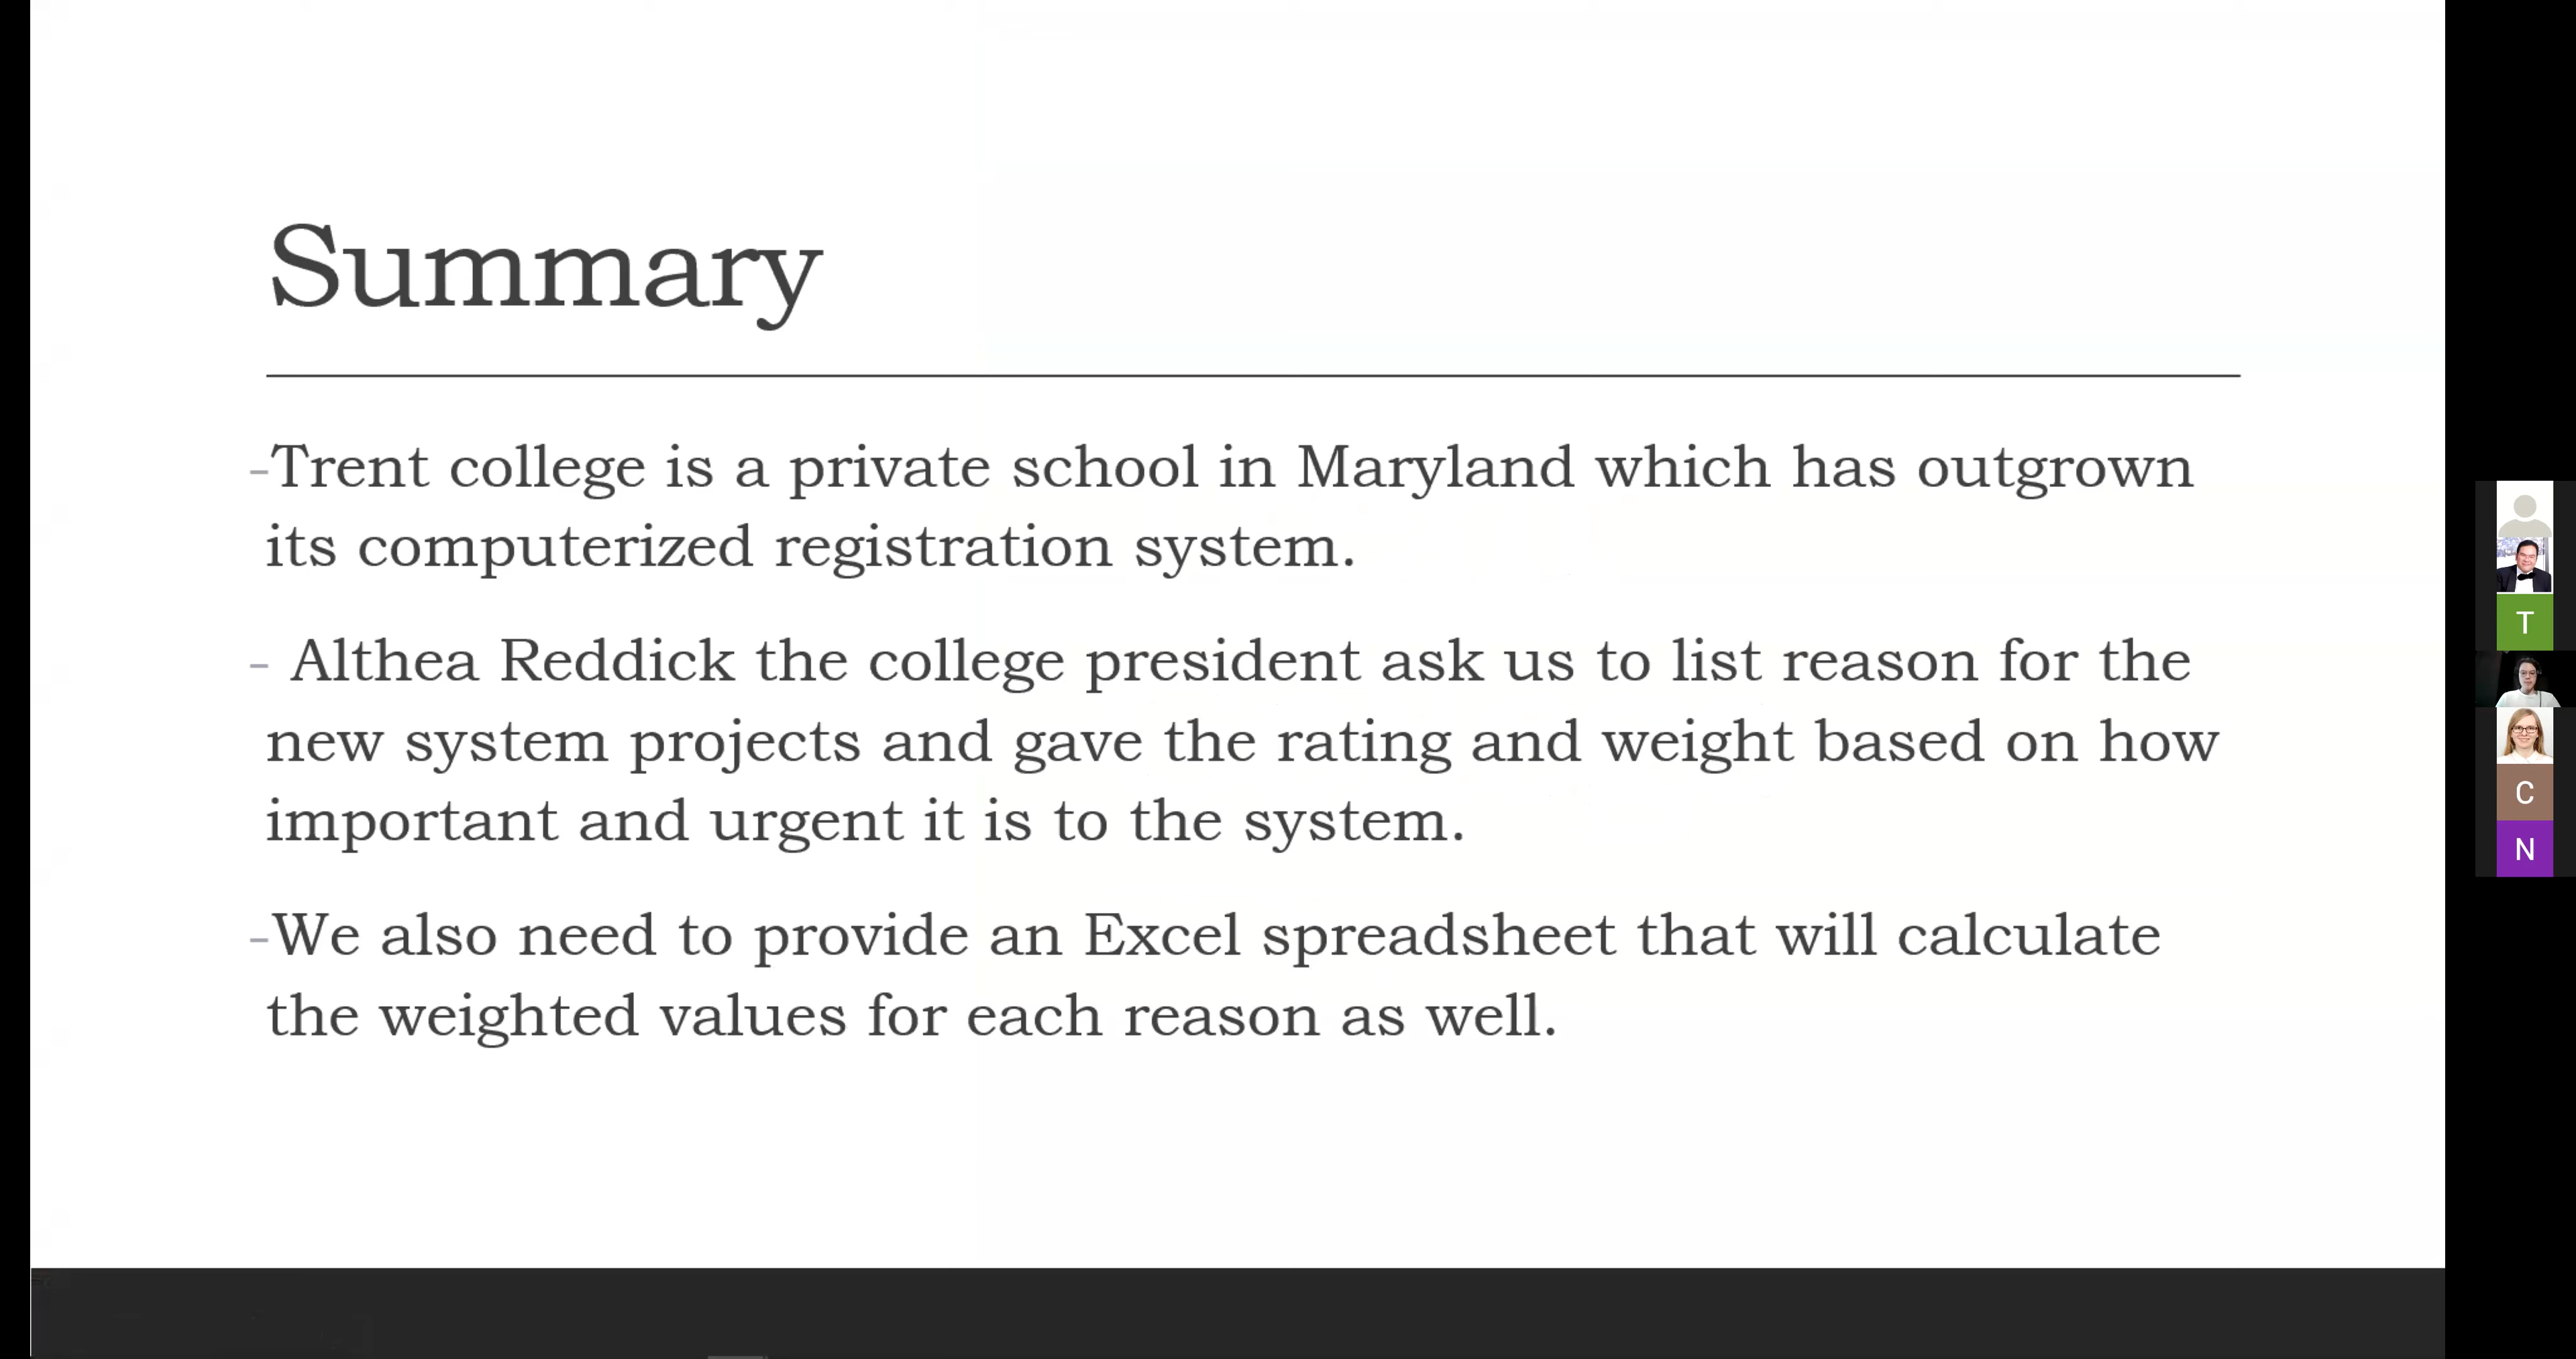 Summary
-Trent college is a private school in Maryland which has outgrown
its computerized registration system.
- Althea Reddick the college president ask us to list reason for the
new system projects and gave the rating and weight based on how
important and urgent it is to the system.
-We also need to provide an Excel spreadsheet that will calculate
the weighted values for each reason as well.
T
C
N